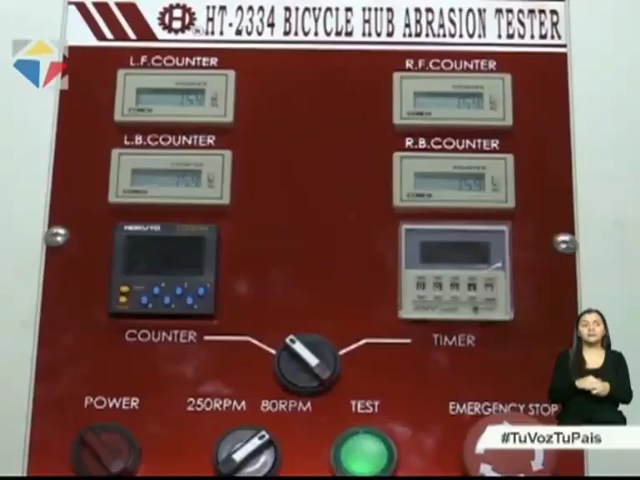 HT-2334 BICYCLE HUB ABRASION TESTER
L.F.COUNTER
R.F.COUNTER
L.B.COUNTER
R.B.COUNTER
COUNTER
TIMER
POWER
250RPM
80RPM
TEST
EMERGENCY STOP
#TuVozTuPais